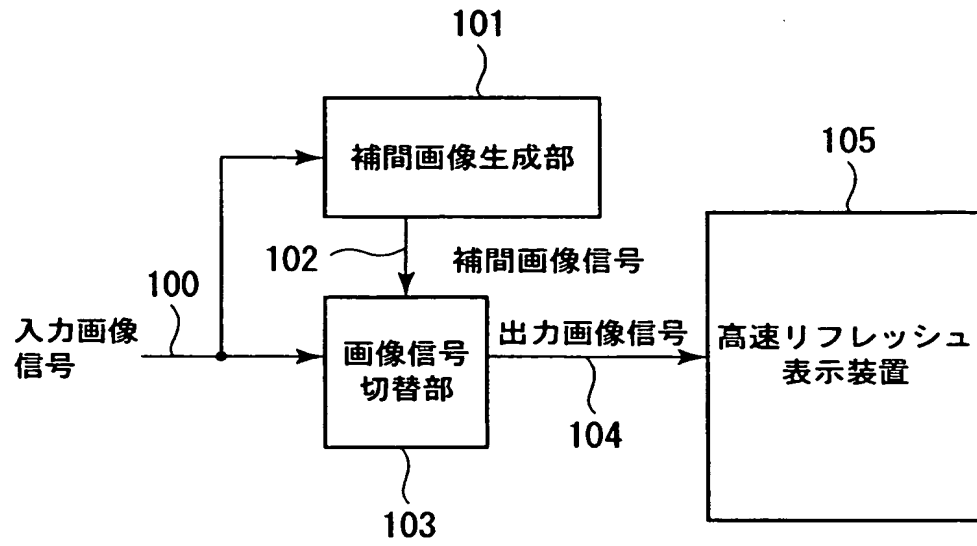 101
補間画像生成部
105
102
補間画像信号
100
入力画像
信号
画像信号
切替部
出力画像信号
高速リフレッシュ
表示装置
104
103